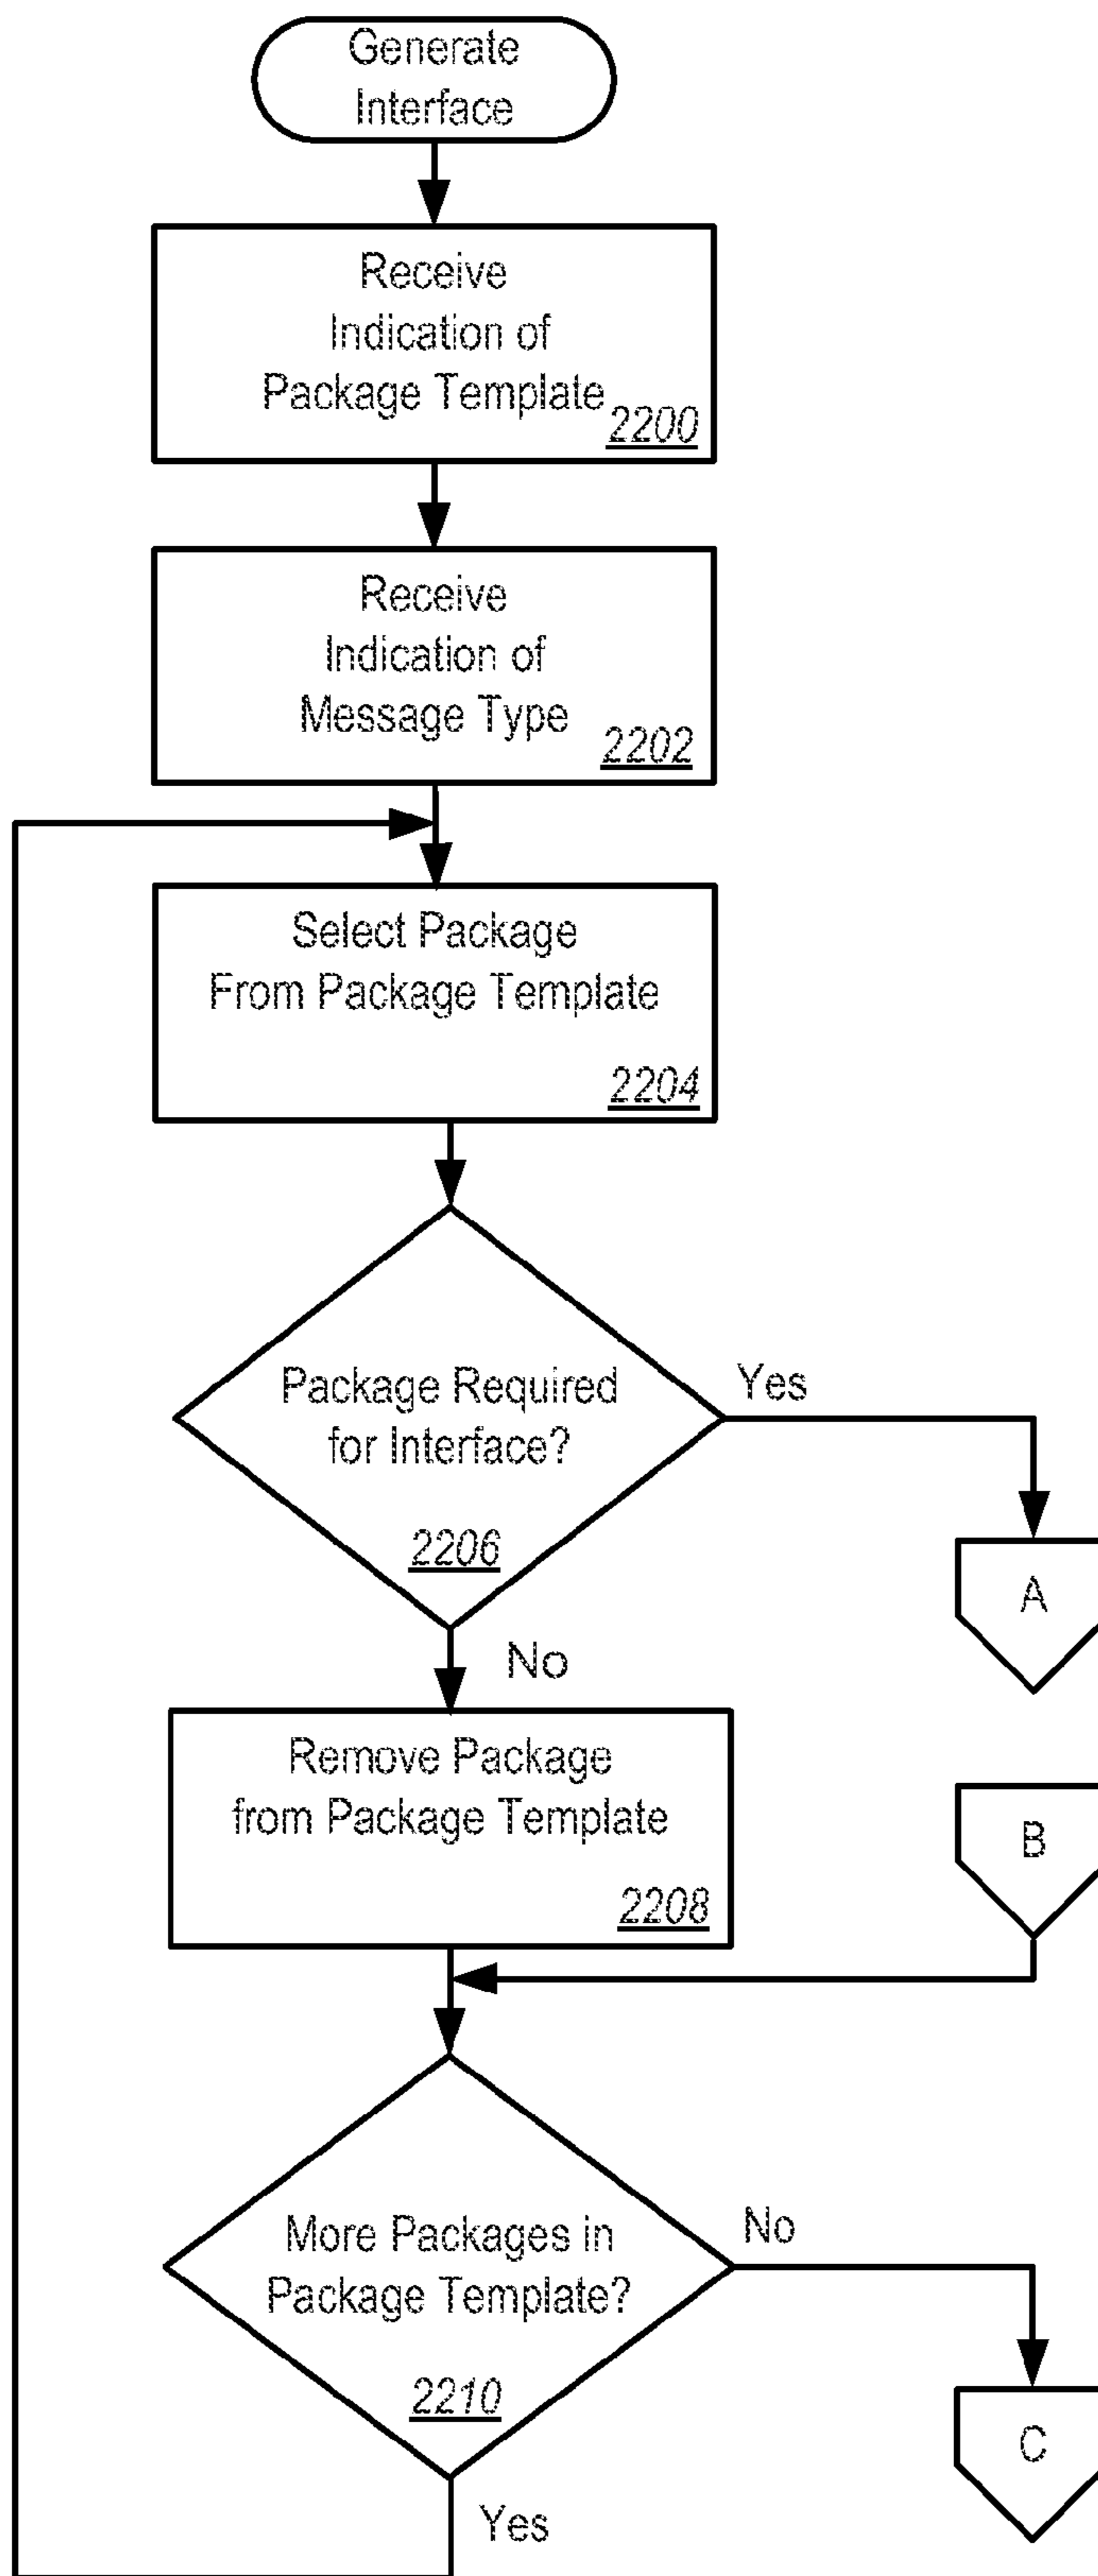 Generate
Interface
Receive
Indication of
Package Template
2200
Receive
Indication of
Message Type
2202
Select Package
From Package Template
2204
Package Required
for Interface?
2206
Yes
A
No
Remove Package
from Package Template
2208
B
More Packages in
Package Template?
2210
No
C
Yes